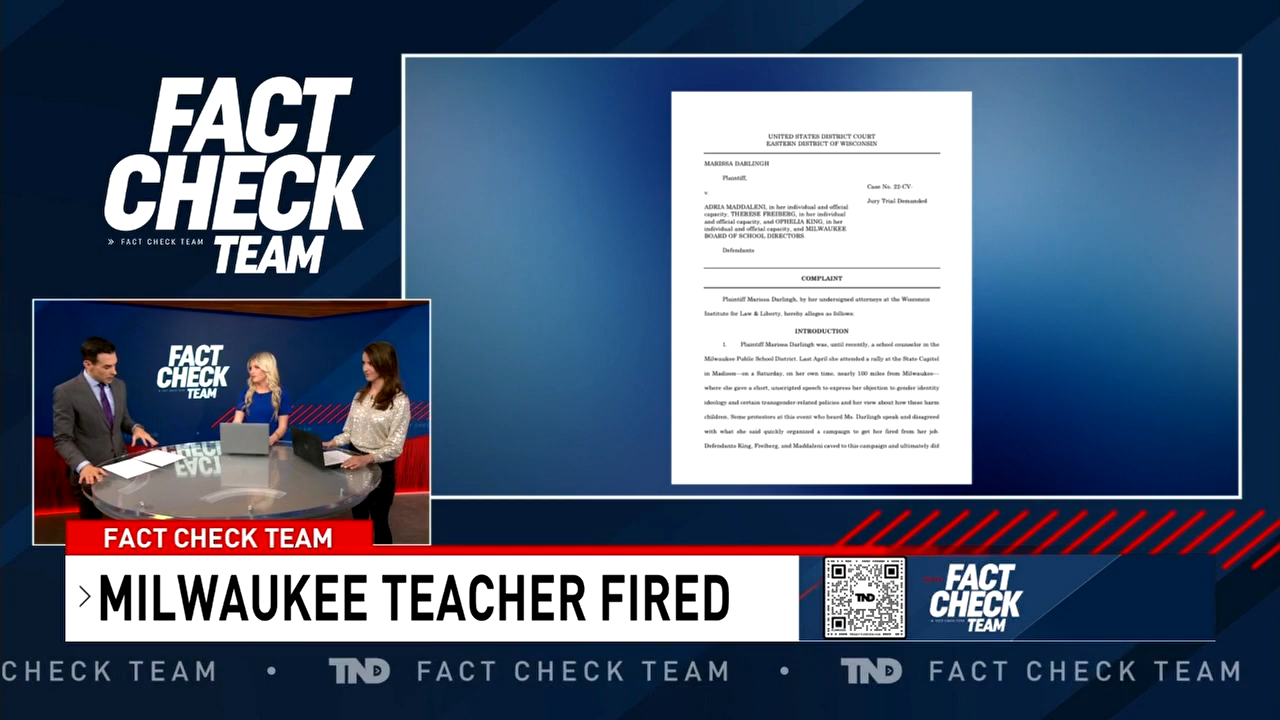 FACT
CHECK
TEAM
FACT CHECK TEAM
UNITED STATES DISTRICT COURT
EASTERN DISTRICT OF WISCONSIN
MARISSA DARLINGH
Plaintiff,
v.
Case No. 22-CV-
Jury Trial Demanded
ADRIA MADDALENI, in her individual and official
capacity, THERESE FREIBERG, in her individual
and official capacity, and OPHELIA KING, in her
individual and official capacity, and MILWAUKEE
BOARD OF SCHOOL DIRECTORS
Defendants
COMPLAINT
Plaintiff Marissa Darlingh, by her undersigned attorneys at the Wisconsin
Institute for Law & Liberty, hereby alleges as follows:
INTRODUCTION
1. Plaintiff Marissa Darlingh was, until recently, a school counselor in the
Milwaukee Public School District. Last April she attended a rally at the State Capitol
in Madison—on a Saturday, on her own time, nearly 100 miles from Milwaukee—
where she gave a short, unscripted speech to express her objection to gender identity
ideology and certain transgender-related policies and her view about how these harm
children. Some protestors at this event who heard Ms. Darlingh speak and disagreed
with what she said quickly organized a campaign to get her fired from her job.
Defendants King, Freiberg, and Maddaleni caved to this campaign and ultimately did
FACT
CHECK
TEAM
FACT CHECK TEAM
MILWAUKEE TEACHER FIRED
TND
FACT
CHECK
TEAM
CHECK TEAM • TND FACT CHECK TEAM • TND FACT CHECK TEAM